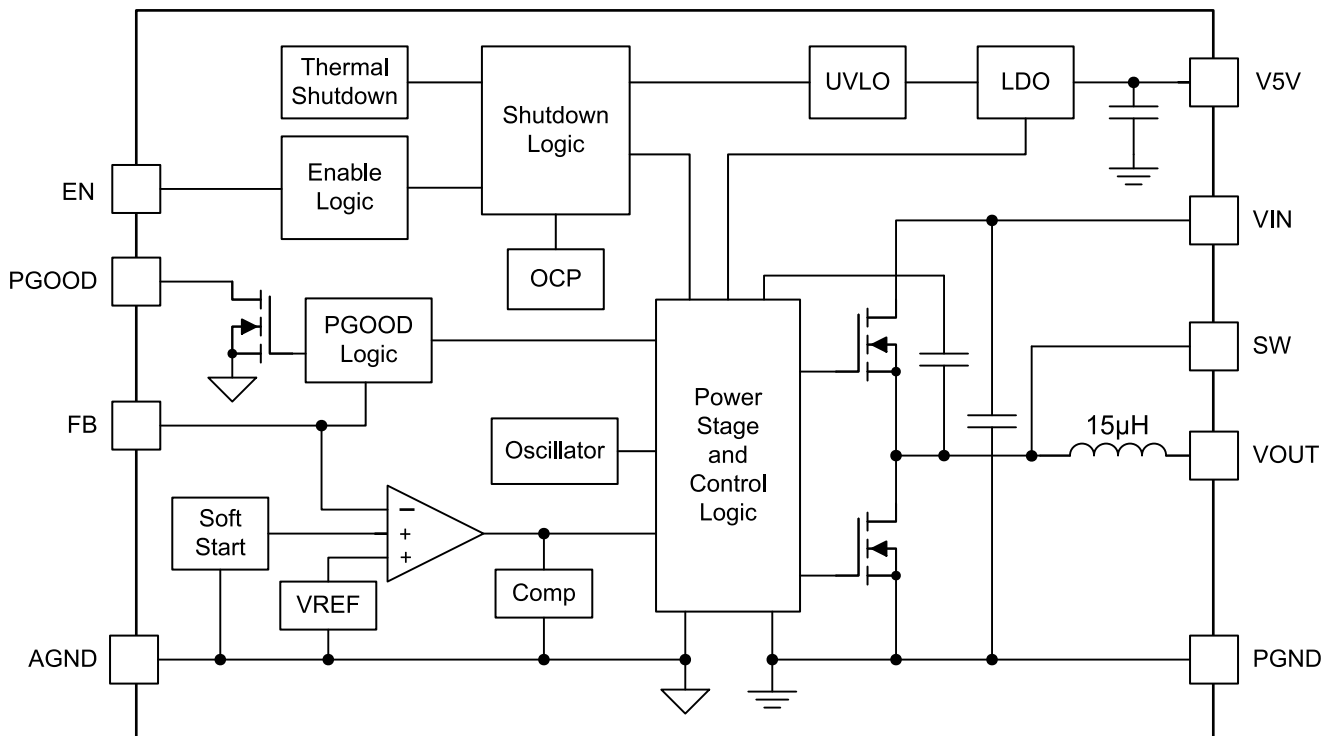 Thermal
Shutdown
Shutdown
Logic
UVLO
LDO
V5V
EN
Enable
Logic
VIN
OCP
PGOOD
PGOOD
Logic
SW
FB
Oscillator
Power
Stage
and
Control
Logic
15µH
VOUT
Soft
Start
−
+
+
VREF
Comp
AGND
PGND